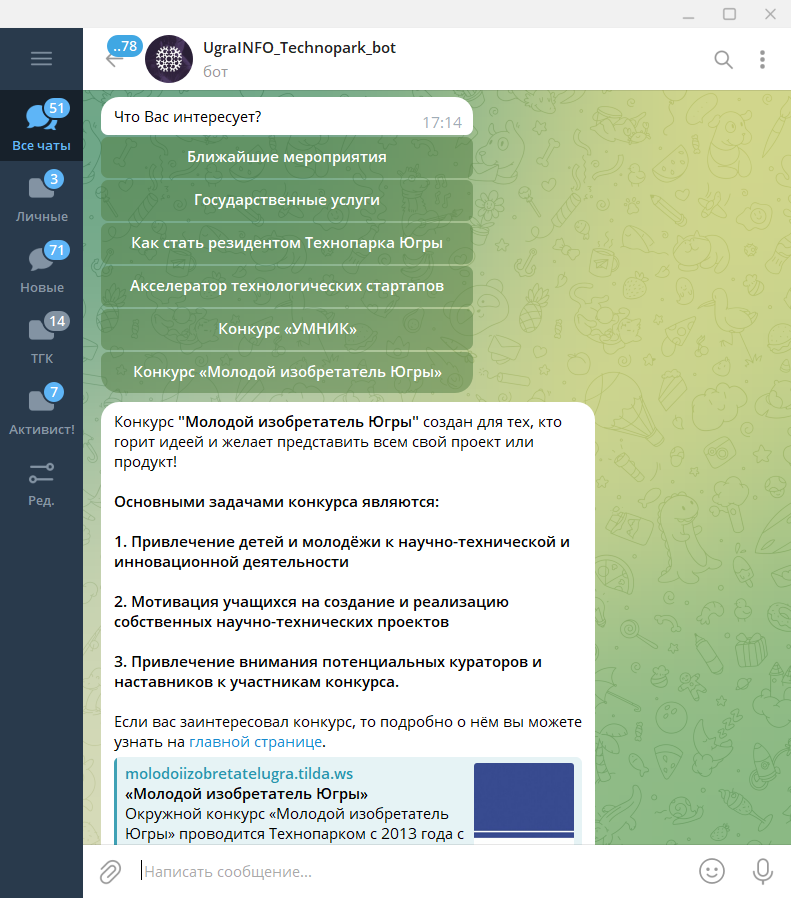 ..78
UgraINFO_Technopark_bot
бот
51
Все чаты
3
Личные
71
Новые
14
ТГК
7
Активист!
Ред.
Что Вас интересует?
17:14
Ближайшие мероприятия
Государственные услуги
Как стать резидентом Технопарка Югры
Акселератор технологических стартапов
Конкурс «УМНИК»
Конкурс «Молодой изобретатель Югры»
Конкурс "Молодой изобретатель Югры" создан для тех, кто
горит идеей и желает представить всем свой проект или
продукт!
Основными задачами конкурса являются:
1. Привлечение детей и молодёжи к научно-технической и
инновационной деятельности
2. Мотивация учащихся на создание и реализацию
собственных научно-технических проектов
3. Привлечение внимания потенциальных кураторов и
наставников к участникам конкурса.
Если вас заинтересовал конкурс, то подробно о нём вы можете
узнать на главной странице.
molodoiizobretatelugra.tilda.ws
«Молодой изобретатель Югры»
Окружной конкурс «Молодой изобретатель
Югры» проводится Технопарком с 2013 года с
Написать сообщение...